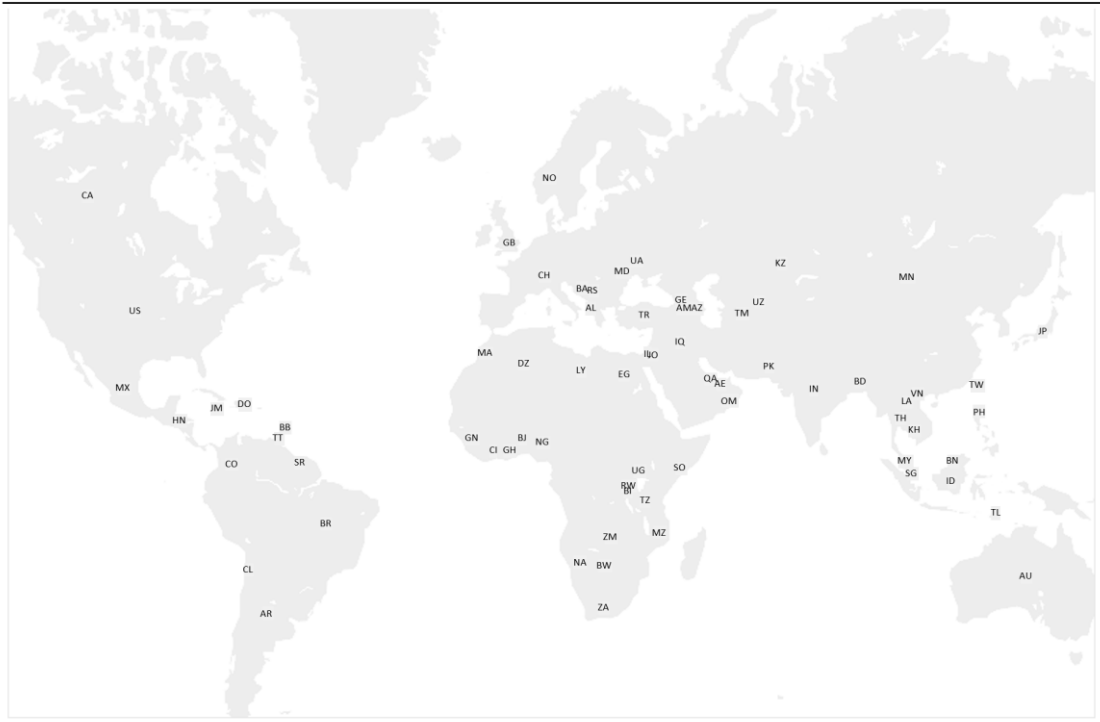 NO
CA
GB
UA
KZ
MD
CH
MN
BA RS
GE
UZ
AL
AM AZ
US
TM
TR
JP
IQ
MA
IL JO
DZ
PK
LY
EG
QA
BD
AE
TW
MX
IN
VN
OM
LA
DO
JM
PH
TH
HN
BB
KH
TT
GN
BJ
NG
CI GH
MY
BN
SR
CO
SO
UG
SG
ID
RW
BI
TZ
TL
BR
MZ
ZM
NA
BW
CL
AU
ZA
AR